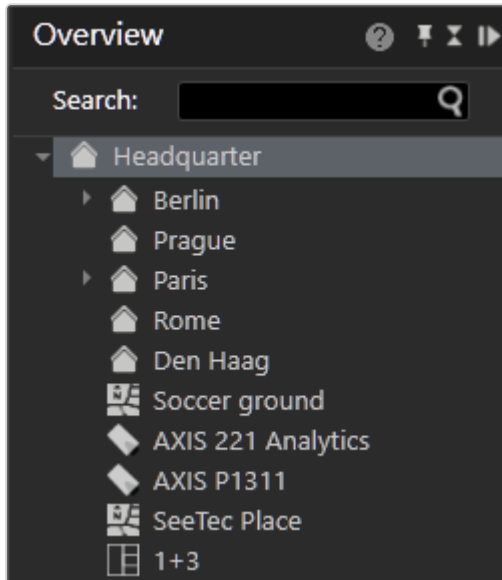 Overview
Search:
Headquarter
Berlin
Prague
Paris
Rome
Den Haag
Soccer ground
AXIS 221 Analytics
AXIS P1311
SeeTec Place
1+3